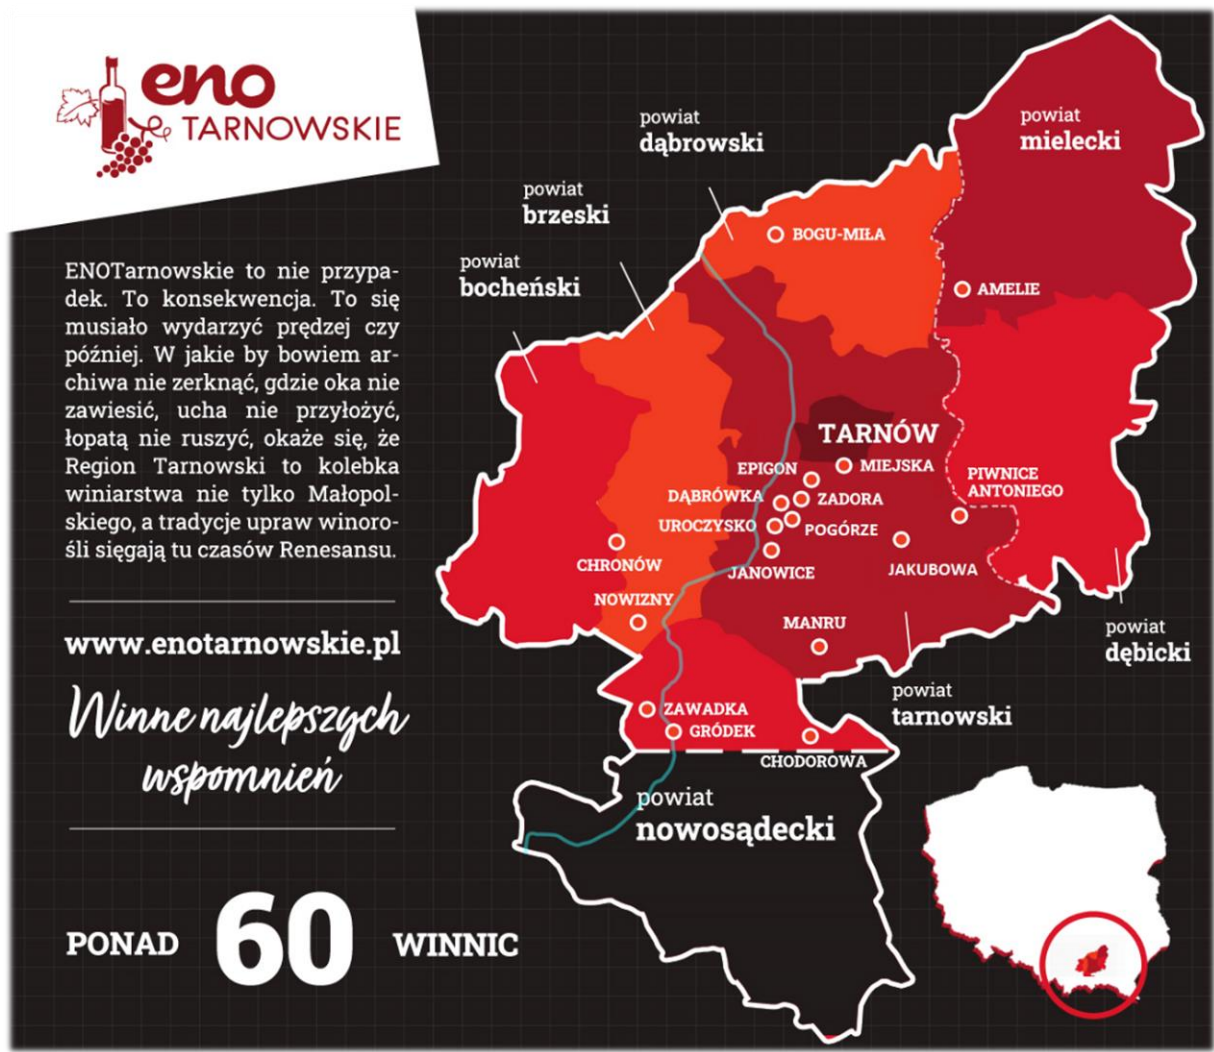 eno
TARNOWSKIE
ENOTarnowskie to nie przypa-
dek. To konsekwencja. To się
musiało wydarzyć prędzej czy
później. W jakie by bowiem ar-
chiwa nie zerknąć, gdzie oka nie
zawiesić, ucha nie przyłożyć,
łopatą nie ruszyć, okaże się, że
Region Tarnowski to kolebka
winiarstwa nie tylko Małopol-
skiego, a tradycje upraw winoro-
śli sięgają tu czasów Renesansu.
www.enotarnowskie.pl
Winne najlepszych
wspomnień
PONAD 60 WINNIC
powiat
dąbrowski
powiat
mielecki
powiat
brzeski
powiat
bocheński
BOGU-MIŁA
AMELIE
TARNÓW
EPIGON
MIEJSKA
PIWNICE
ANTONIEGO
DĄBRÓWKA
ZADORA
UROCZYSKO
POGÓRZE
CHRONÓW
JANOWICE
JAKUBOWA
NOWIZNY
MANRU
powiat
dębicki
powiat
tarnowski
ZAWADKA
GRÓDEK
CHODOROWA
powiat
nowosądecki